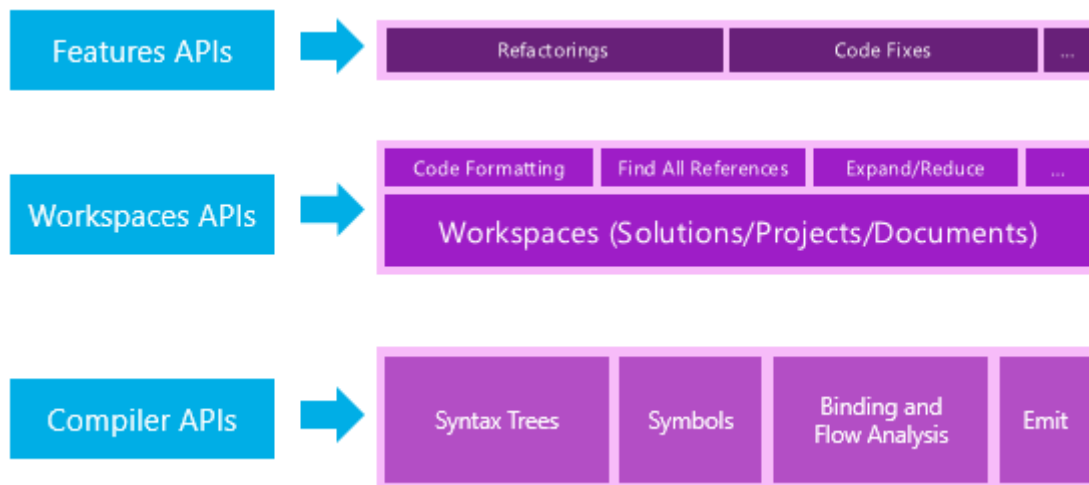 Features APIs
Refactorings
Code Fixes
...
Workspaces APIs
Code Formatting
Find All References
Expand/Reduce
...
Workspaces (Solutions/Projects/Documents)
Compiler APIs
Syntax Trees
Symbols
Binding and
Flow Analysis
Emit